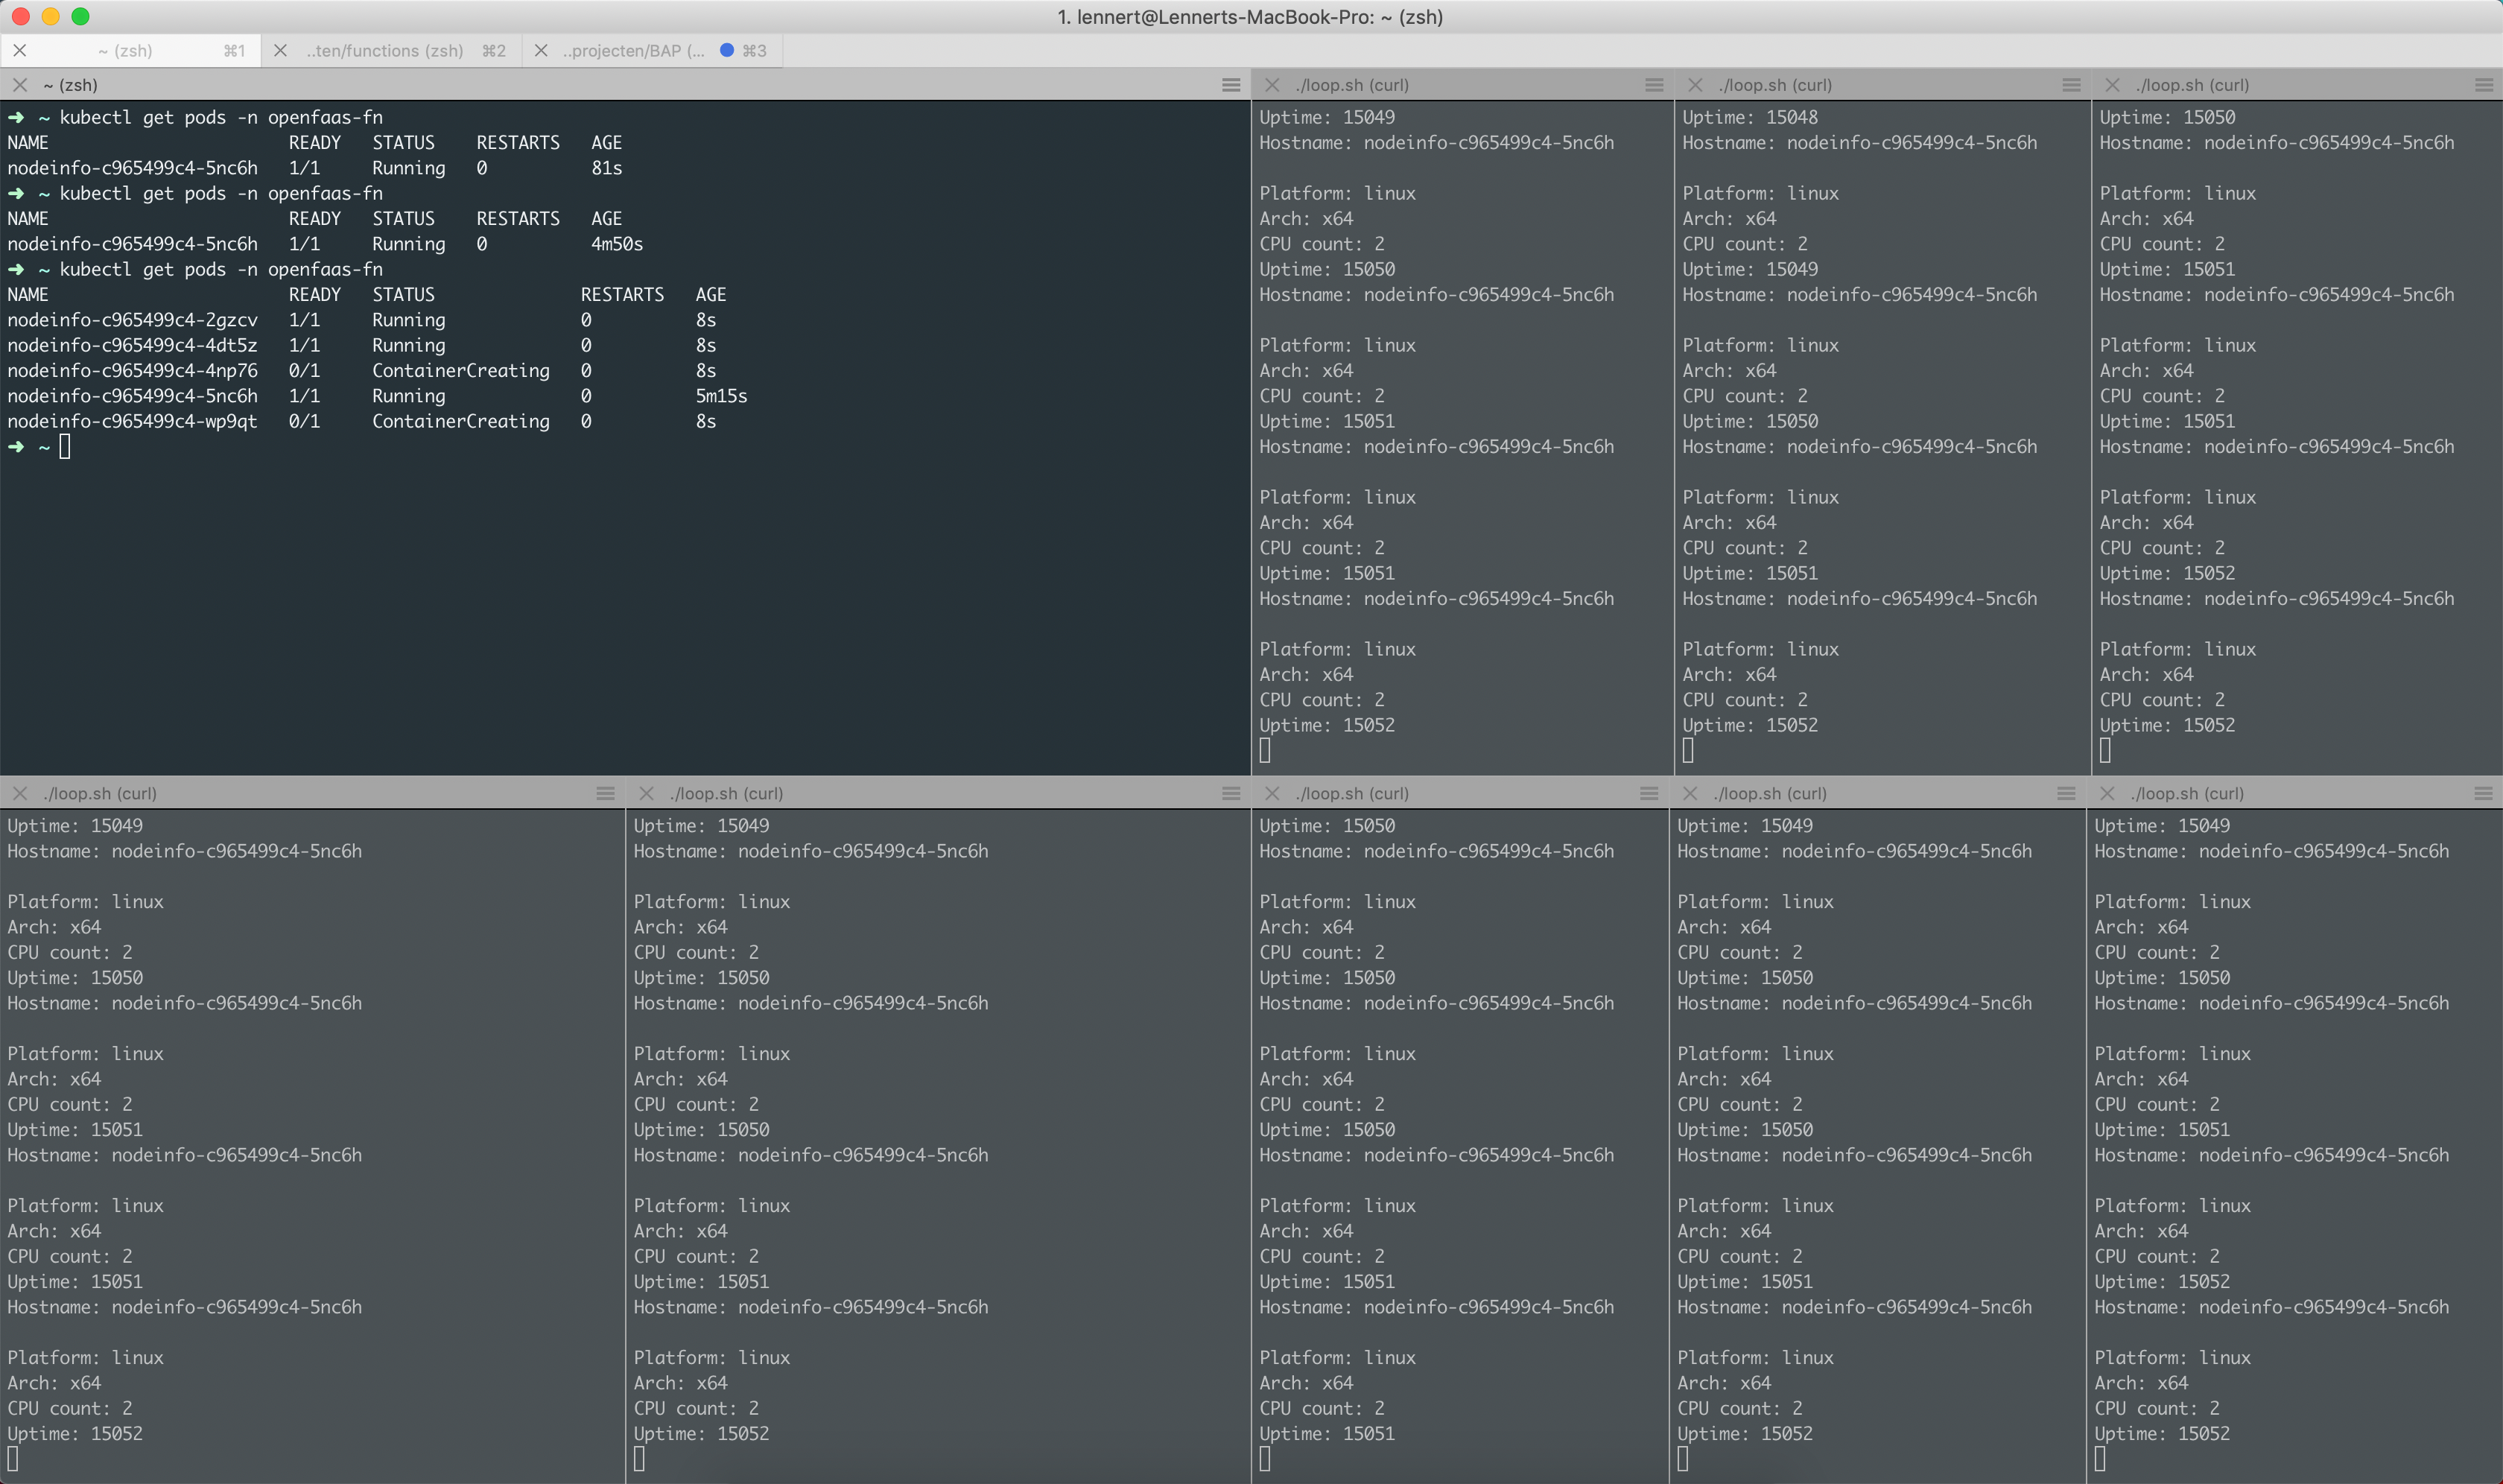 1. lennert@Lennerts-MacBook-Pro: ~ (zsh)
~ (zsh) ⌘1
..ten/functions (zsh) ⌘2
..projecten/BAP (... ⌘3
~ (zsh)
➜ ~ kubectl get pods -n openfaas-fn
NAME READY STATUS RESTARTS AGE
nodeinfo-c965499c4-5nc6h 1/1 Running 0 81s
➜ ~ kubectl get pods -n openfaas-fn
NAME READY STATUS RESTARTS AGE
nodeinfo-c965499c4-5nc6h 1/1 Running 0 4m50s
➜ ~ kubectl get pods -n openfaas-fn
NAME READY STATUS RESTARTS AGE
nodeinfo-c965499c4-2gzcv 1/1 Running 0 8s
nodeinfo-c965499c4-4dt5z 1/1 Running 0 8s
nodeinfo-c965499c4-4np76 0/1 ContainerCreating 0 8s
nodeinfo-c965499c4-5nc6h 1/1 Running 0 5m15s
nodeinfo-c965499c4-wp9qt 0/1 ContainerCreating 0 8s
➜ ~
./loop.sh (curl)
Uptime: 15049
Hostname: nodeinfo-c965499c4-5nc6h
Platform: linux
Arch: x64
CPU count: 2
Uptime: 15050
Hostname: nodeinfo-c965499c4-5nc6h
Platform: linux
Arch: x64
CPU count: 2
Uptime: 15051
Hostname: nodeinfo-c965499c4-5nc6h
Platform: linux
Arch: x64
CPU count: 2
Uptime: 15051
Hostname: nodeinfo-c965499c4-5nc6h
Platform: linux
Arch: x64
CPU count: 2
Uptime: 15052
./loop.sh (curl)
Uptime: 15048
Hostname: nodeinfo-c965499c4-5nc6h
Platform: linux
Arch: x64
CPU count: 2
Uptime: 15049
Hostname: nodeinfo-c965499c4-5nc6h
Platform: linux
Arch: x64
CPU count: 2
Uptime: 15050
Hostname: nodeinfo-c965499c4-5nc6h
Platform: linux
Arch: x64
CPU count: 2
Uptime: 15051
Hostname: nodeinfo-c965499c4-5nc6h
Platform: linux
Arch: x64
CPU count: 2
Uptime: 15052
./loop.sh (curl)
Uptime: 15050
Hostname: nodeinfo-c965499c4-5nc6h
Platform: linux
Arch: x64
CPU count: 2
Uptime: 15051
Hostname: nodeinfo-c965499c4-5nc6h
Platform: linux
Arch: x64
CPU count: 2
Uptime: 15051
Hostname: nodeinfo-c965499c4-5nc6h
Platform: linux
Arch: x64
CPU count: 2
Uptime: 15052
Hostname: nodeinfo-c965499c4-5nc6h
Platform: linux
Arch: x64
CPU count: 2
Uptime: 15052
./loop.sh (curl)
Uptime: 15049
Hostname: nodeinfo-c965499c4-5nc6h
Platform: linux
Arch: x64
CPU count: 2
Uptime: 15050
Hostname: nodeinfo-c965499c4-5nc6h
Platform: linux
Arch: x64
CPU count: 2
Uptime: 15051
Hostname: nodeinfo-c965499c4-5nc6h
Platform: linux
Arch: x64
CPU count: 2
Uptime: 15051
Hostname: nodeinfo-c965499c4-5nc6h
Platform: linux
Arch: x64
CPU count: 2
Uptime: 15052
./loop.sh (curl)
Uptime: 15049
Hostname: nodeinfo-c965499c4-5nc6h
Platform: linux
Arch: x64
CPU count: 2
Uptime: 15050
Hostname: nodeinfo-c965499c4-5nc6h
Platform: linux
Arch: x64
CPU count: 2
Uptime: 15050
Hostname: nodeinfo-c965499c4-5nc6h
Platform: linux
Arch: x64
CPU count: 2
Uptime: 15051
Hostname: nodeinfo-c965499c4-5nc6h
Platform: linux
Arch: x64
CPU count: 2
Uptime: 15052
./loop.sh (curl)
Uptime: 15050
Hostname: nodeinfo-c965499c4-5nc6h
Platform: linux
Arch: x64
CPU count: 2
Uptime: 15050
Hostname: nodeinfo-c965499c4-5nc6h
Platform: linux
Arch: x64
CPU count: 2
Uptime: 15050
Hostname: nodeinfo-c965499c4-5nc6h
Platform: linux
Arch: x64
CPU count: 2
Uptime: 15051
Hostname: nodeinfo-c965499c4-5nc6h
Platform: linux
Arch: x64
CPU count: 2
Uptime: 15051
./loop.sh (curl)
Uptime: 15049
Hostname: nodeinfo-c965499c4-5nc6h
Platform: linux
Arch: x64
CPU count: 2
Uptime: 15050
Hostname: nodeinfo-c965499c4-5nc6h
Platform: linux
Arch: x64
CPU count: 2
Uptime: 15050
Hostname: nodeinfo-c965499c4-5nc6h
Platform: linux
Arch: x64
CPU count: 2
Uptime: 15051
Hostname: nodeinfo-c965499c4-5nc6h
Platform: linux
Arch: x64
CPU count: 2
Uptime: 15052
./loop.sh (curl)
Uptime: 15049
Hostname: nodeinfo-c965499c4-5nc6h
Platform: linux
Arch: x64
CPU count: 2
Uptime: 15050
Hostname: nodeinfo-c965499c4-5nc6h
Platform: linux
Arch: x64
CPU count: 2
Uptime: 15051
Hostname: nodeinfo-c965499c4-5nc6h
Platform: linux
Arch: x64
CPU count: 2
Uptime: 15052
Hostname: nodeinfo-c965499c4-5nc6h
Platform: linux
Arch: x64
CPU count: 2
Uptime: 15052